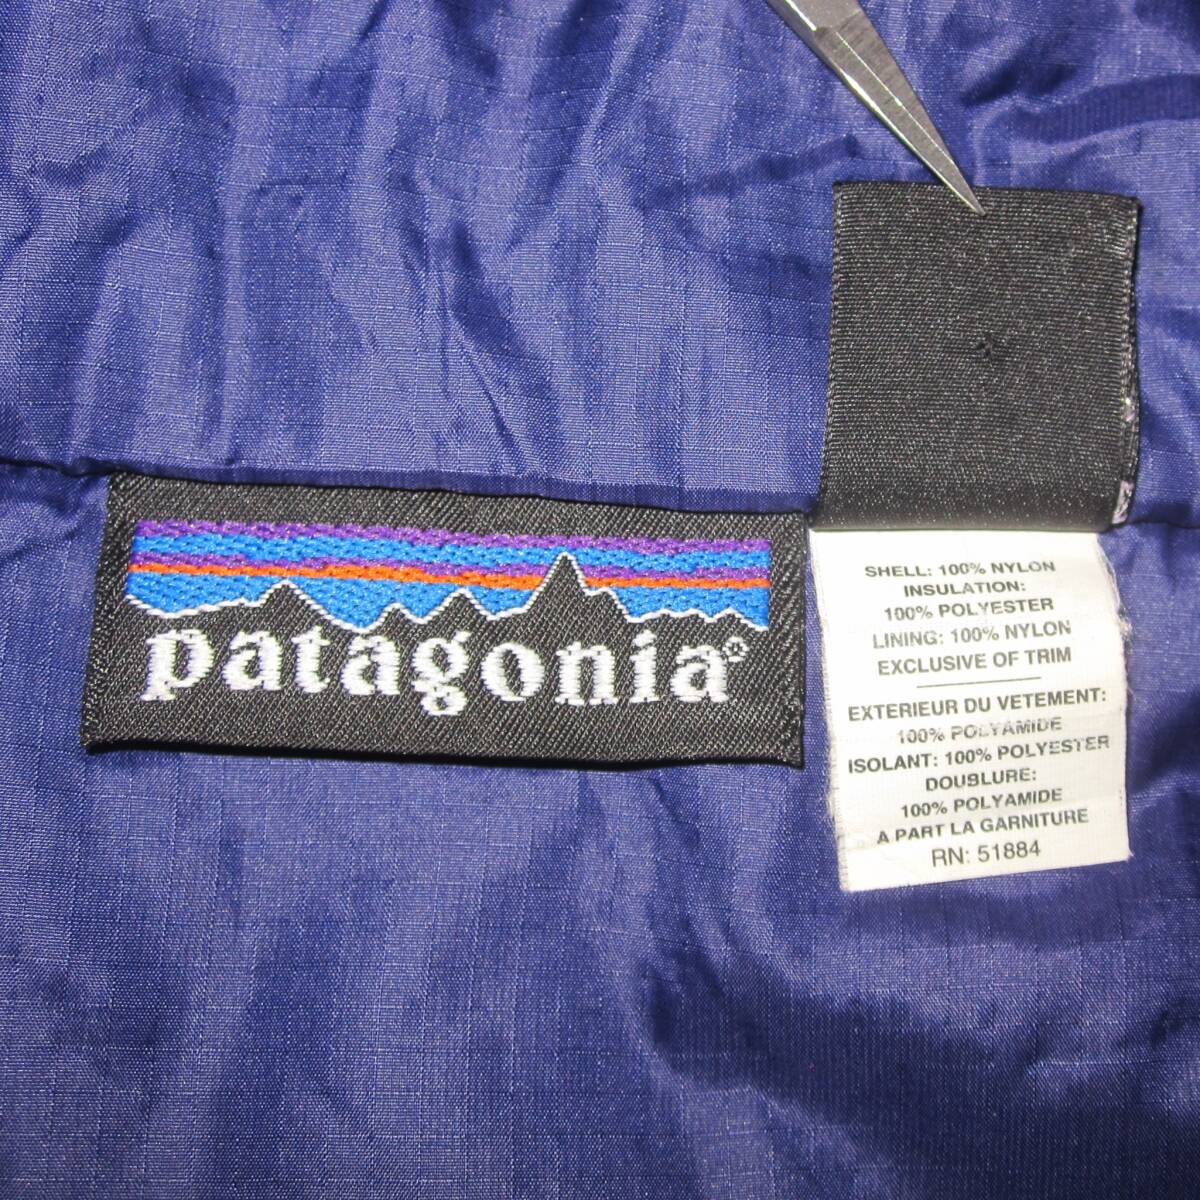 patagonia®
SHELL: 100% NYLON
INSULATION:
100% POLYESTER
LINING: 100% NYLON
EXCLUSIVE OF TRIM
EXTERIEUR DU VETEMENT:
100% POLYAMIDE
ISOLANT: 100% POLYESTER
DOUBLURE:
100% POLYAMIDE
A PART LA GARNITURE
RN: 51884